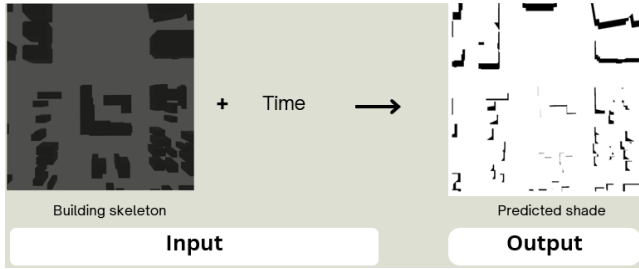 + Time
Building skeleton
Predicted shade
Input
Output